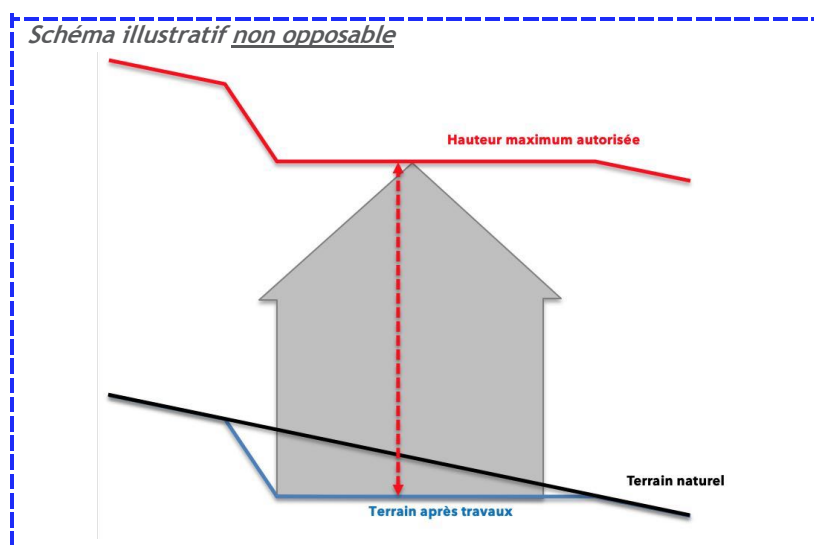 Schéma illustratif non opposable
Hauteur maximum autorisée
Terrain naturel
Terrain après travaux